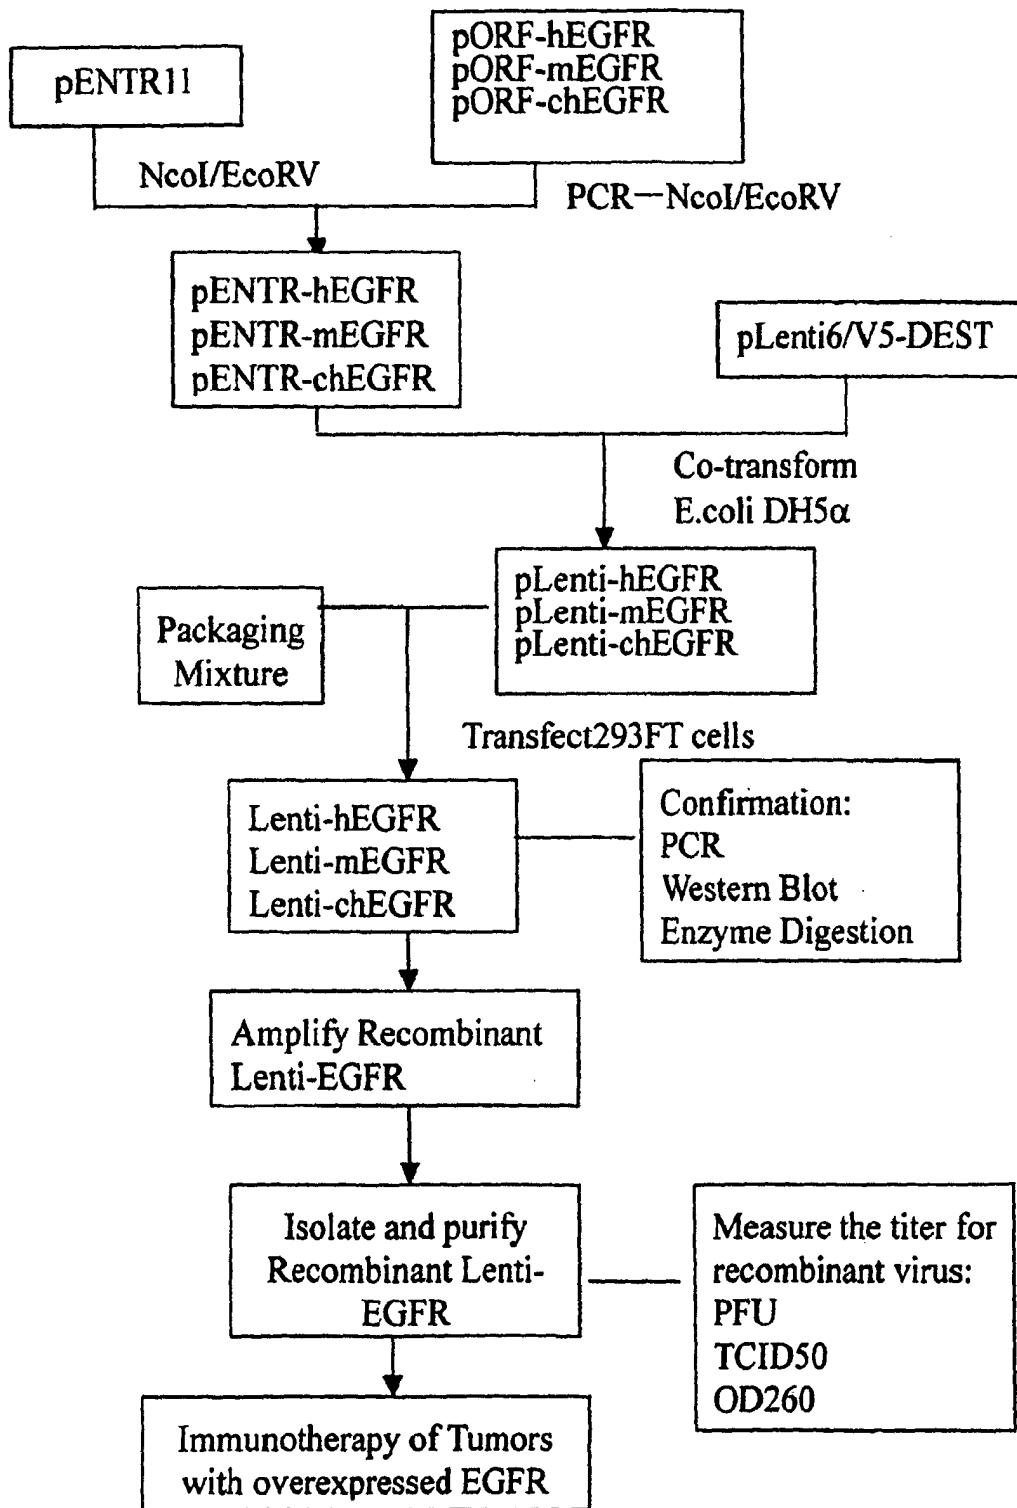 pENTR11
pORF-hEGFR
pORF-mEGFR
pORF-chEGFR
NcoI/EcoRV
PCR—NcoI/EcoRV
pENTR-hEGFR
pENTR-mEGFR
pENTR-chEGFR
pLenti6/V5-DEST
Co-transform
E.coli DH5α
pLenti-hEGFR
pLenti-mEGFR
pLenti-chEGFR
Packaging
Mixture
Transfect293FT cells
Lenti-hEGFR
Lenti-mEGFR
Lenti-chEGFR
Confirmation:
PCR
Western Blot
Enzyme Digestion
Amplify Recombinant
Lenti-EGFR
Isolate and purify
Recombinant Lenti-
EGFR
Measure the titer for
recombinant virus:
PFU
TCID50
OD260
Immunotherapy of Tumors
with overexpressed EGFR